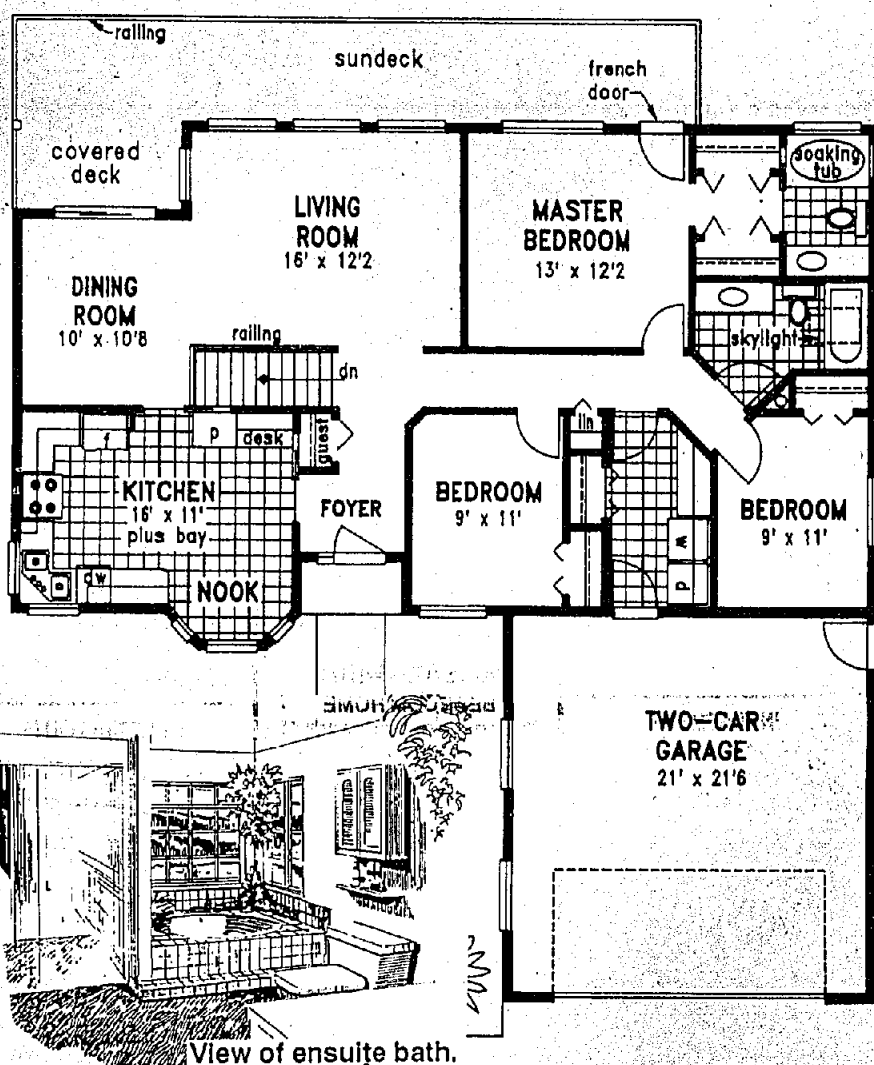 railing
sundeck
french
door
covered
deck
soaking
tub
LIVING
ROOM
16' x 12'2
MASTER
BEDROOM
13' x 12'2
DINING
ROOM
10' x 10'8
railing
dn
skylight
f
p
desk
guest
lin
KITCHEN
16' x 11'
plus bay
FOYER
BEDROOM
9' x 11'
BEDROOM
9' x 11'
w
d
dw
NOOK
TWO-CAR
GARAGE
21' x 21'6
View of ensuite bath.